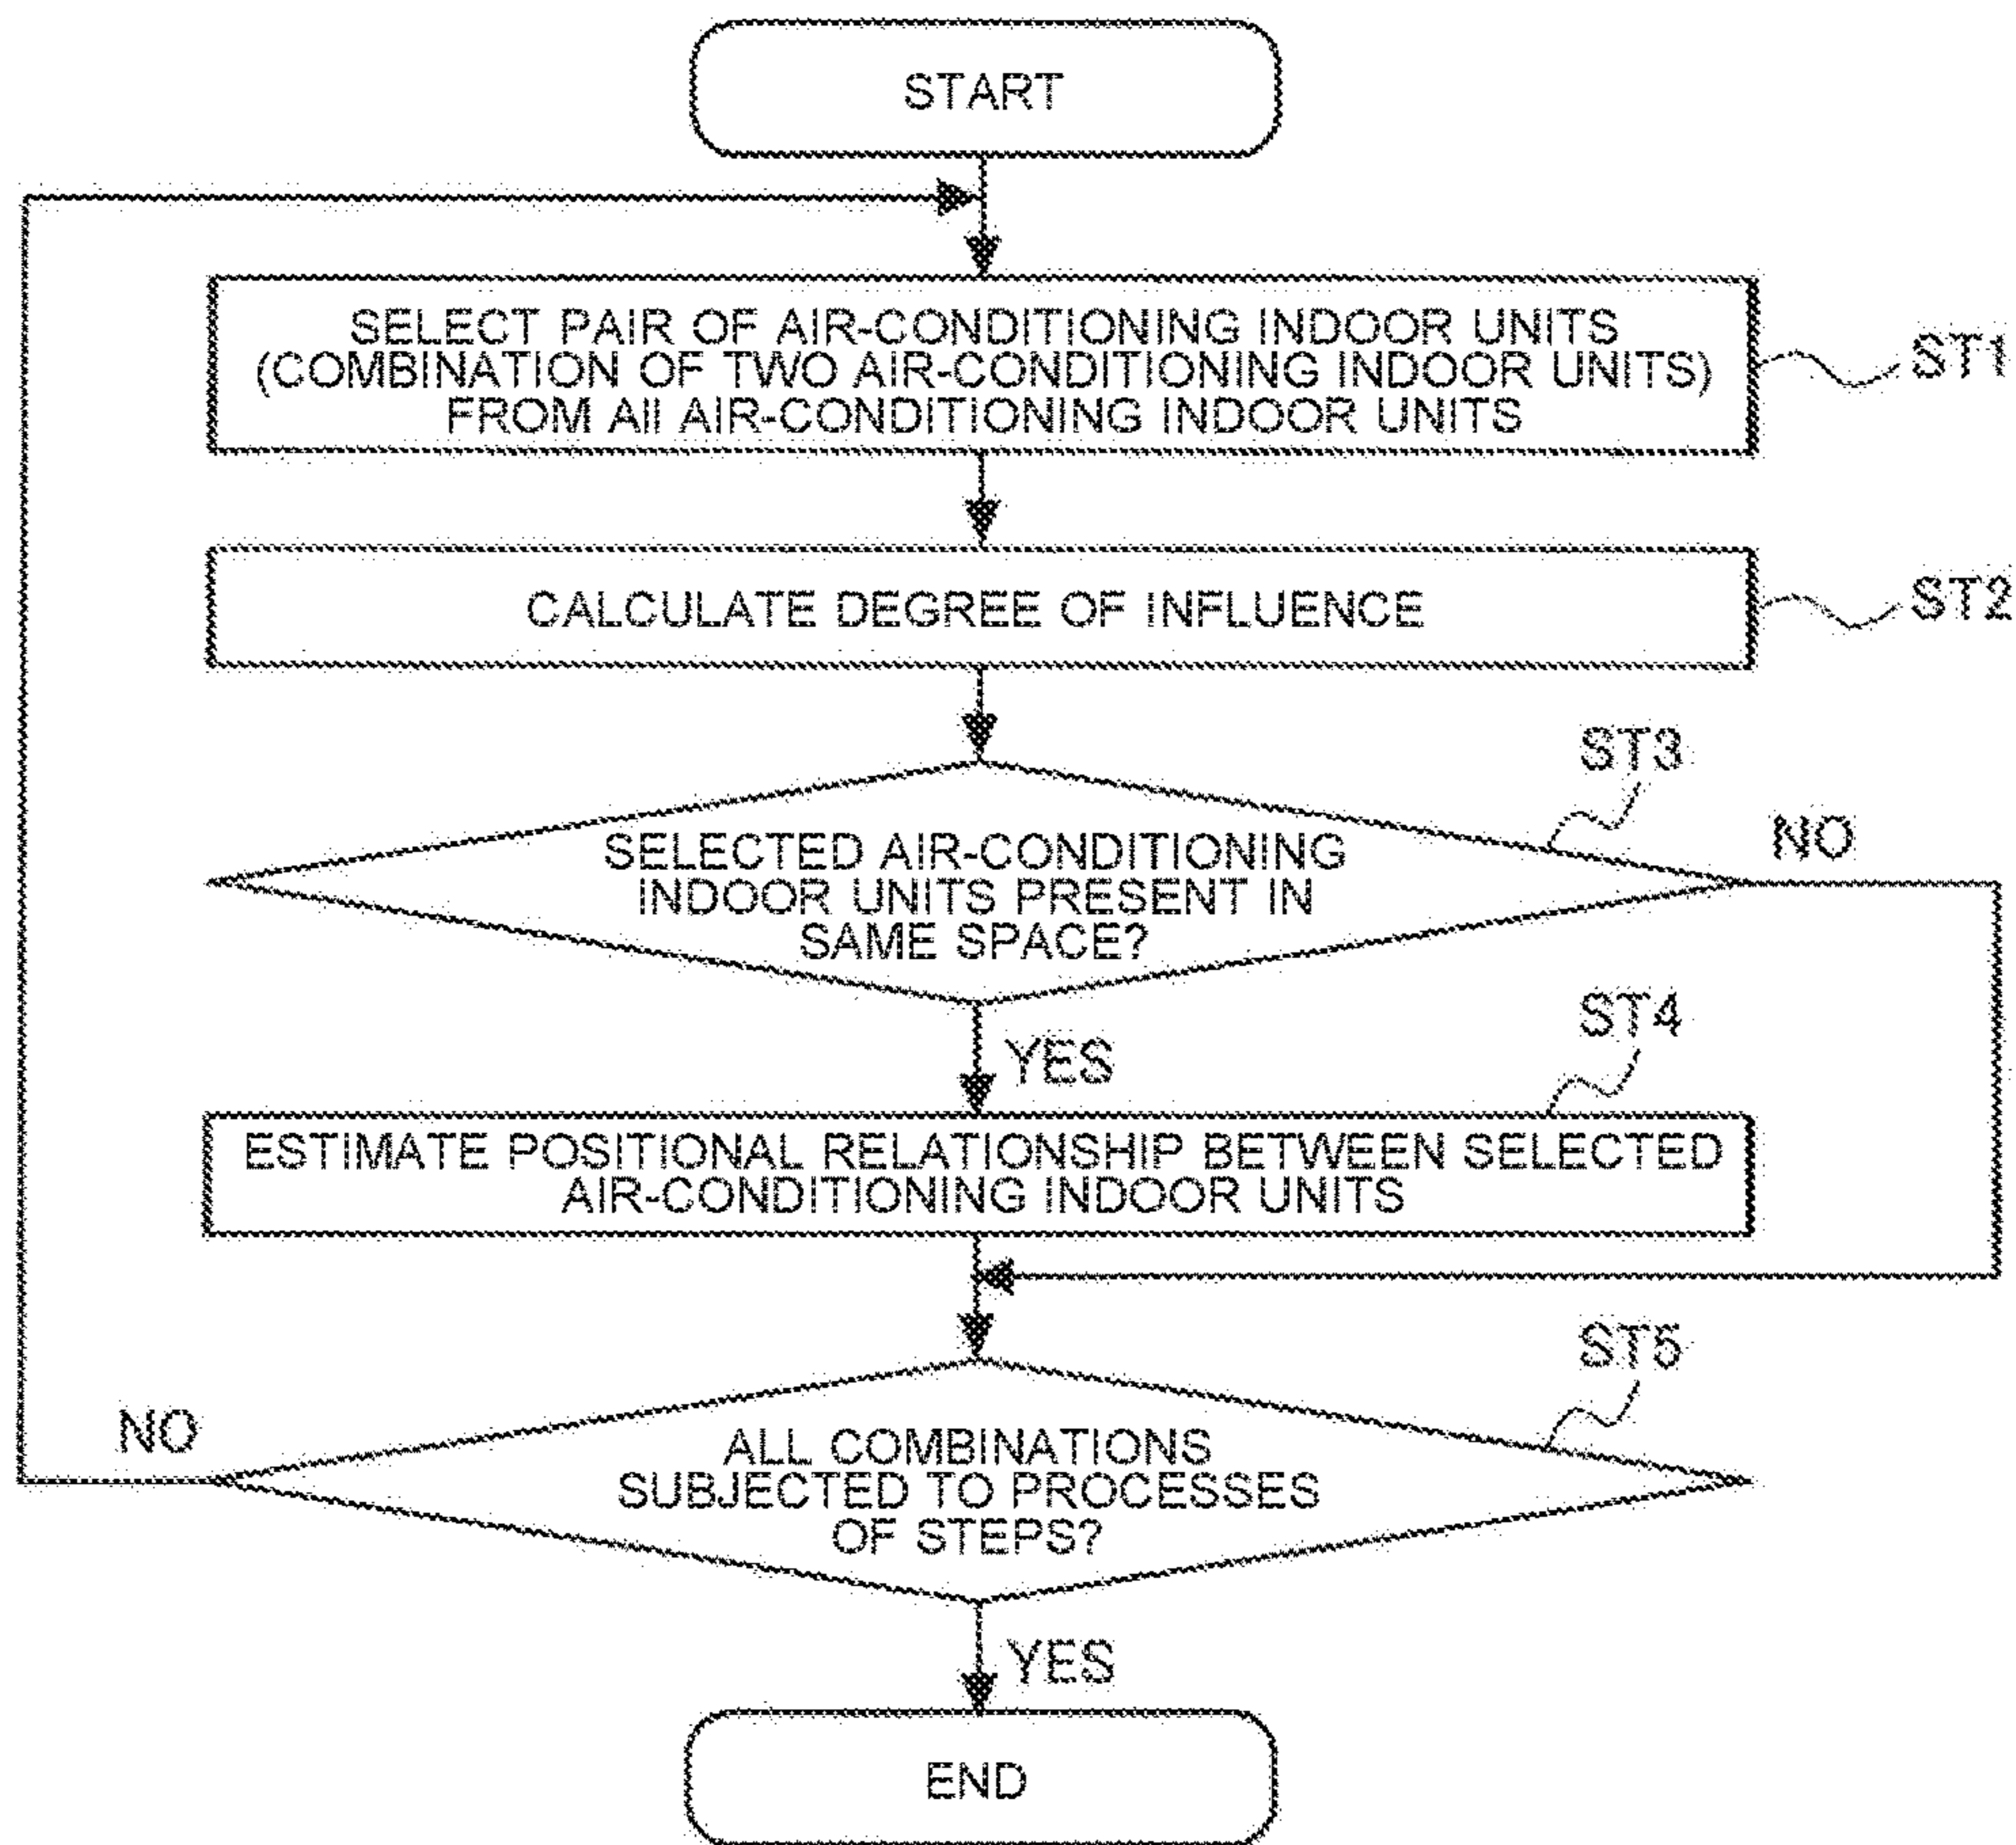 START
SELECT PAIR OF AIR-CONDITIONING INDOOR UNITS
(COMBINATION OF TWO AIR-CONDITIONING INDOOR UNITS)
FROM All AIR-CONDITIONING INDOOR UNITS
ST1
CALCULATE DEGREE OF INFLUENCE
ST2
ST3
SELECTED AIR-CONDITIONING
INDOOR UNITS PRESENT IN
SAME SPACE?
NO
YES
ST4
ESTIMATE POSITIONAL RELATIONSHIP BETWEEN SELECTED
AIR-CONDITIONING INDOOR UNITS
ST5
NO
ALL COMBINATIONS
SUBJECTED TO PROCESSES
OF STEPS?
YES
END